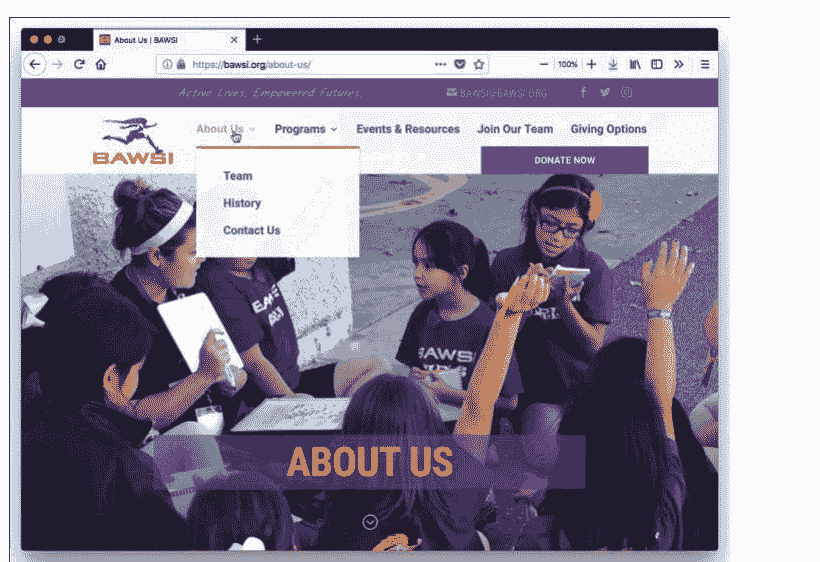 About Us | BAWSI
https://bawsi.org/about-us/
100%
Active Lives. Empowered Futures.
BAWSI@BAWSI.ORG
BAWSI
About Us
Programs
Events & Resources
Join Our Team
Giving Options
DONATE NOW
Team
History
Contact Us
BAWSI
ABOUT US